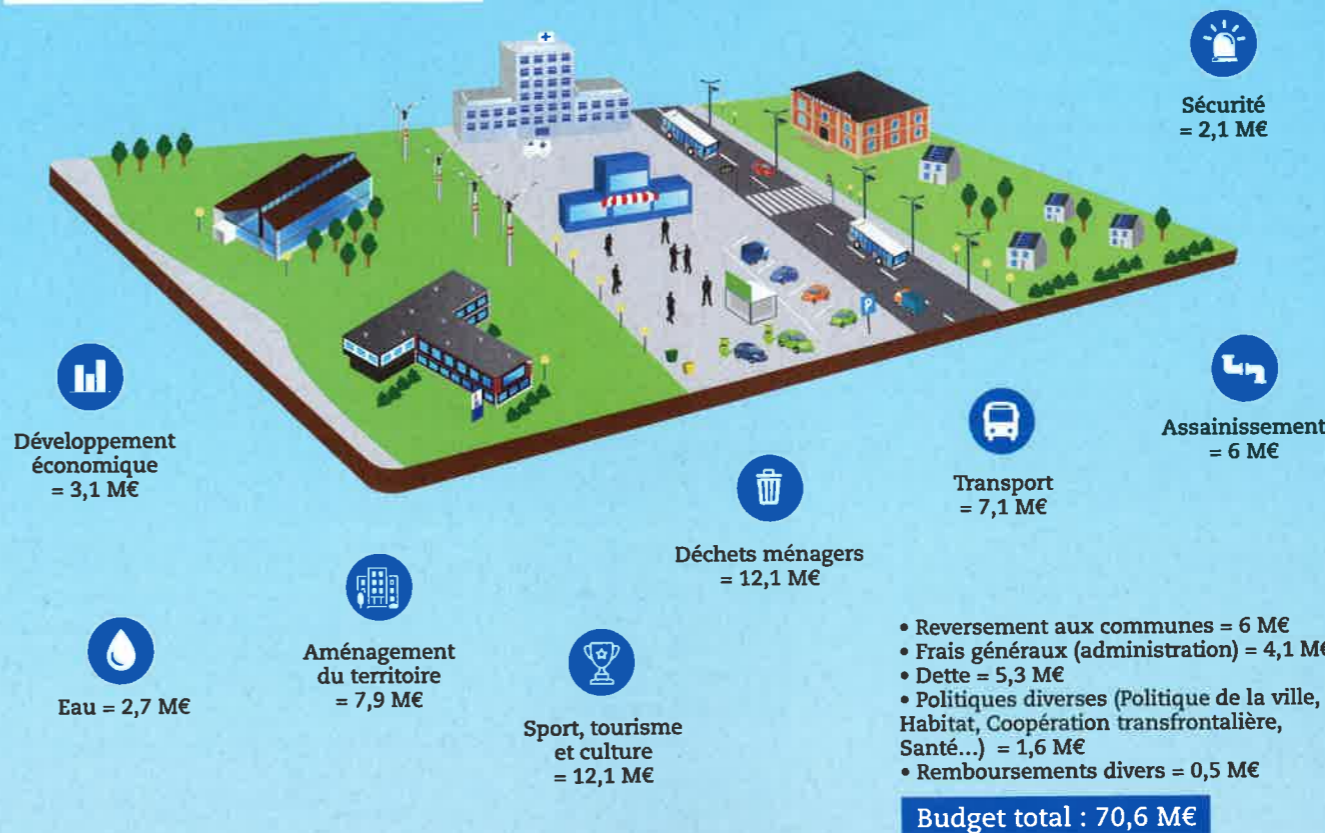 Sécurité
= 2,1 M€
Développement
économique
= 3,1 M€
Assainissement
= 6 M€
Transport
= 7,1 M€
Déchets ménagers
= 12,1 M€
Eau = 2,7 M€
Aménagement
du territoire
= 7,9 M€
Sport, tourisme
et culture
= 12,1 M€
• Reversement aux communes = 6 M€
• Frais généraux (administration) = 4,1 M€
• Dette = 5,3 M€
• Politiques diverses (Politique de la ville,
Habitat, Coopération transfrontalière,
Santé...) = 1,6 M€
• Remboursements divers = 0,5 M€
Budget total : 70,6 M€
P